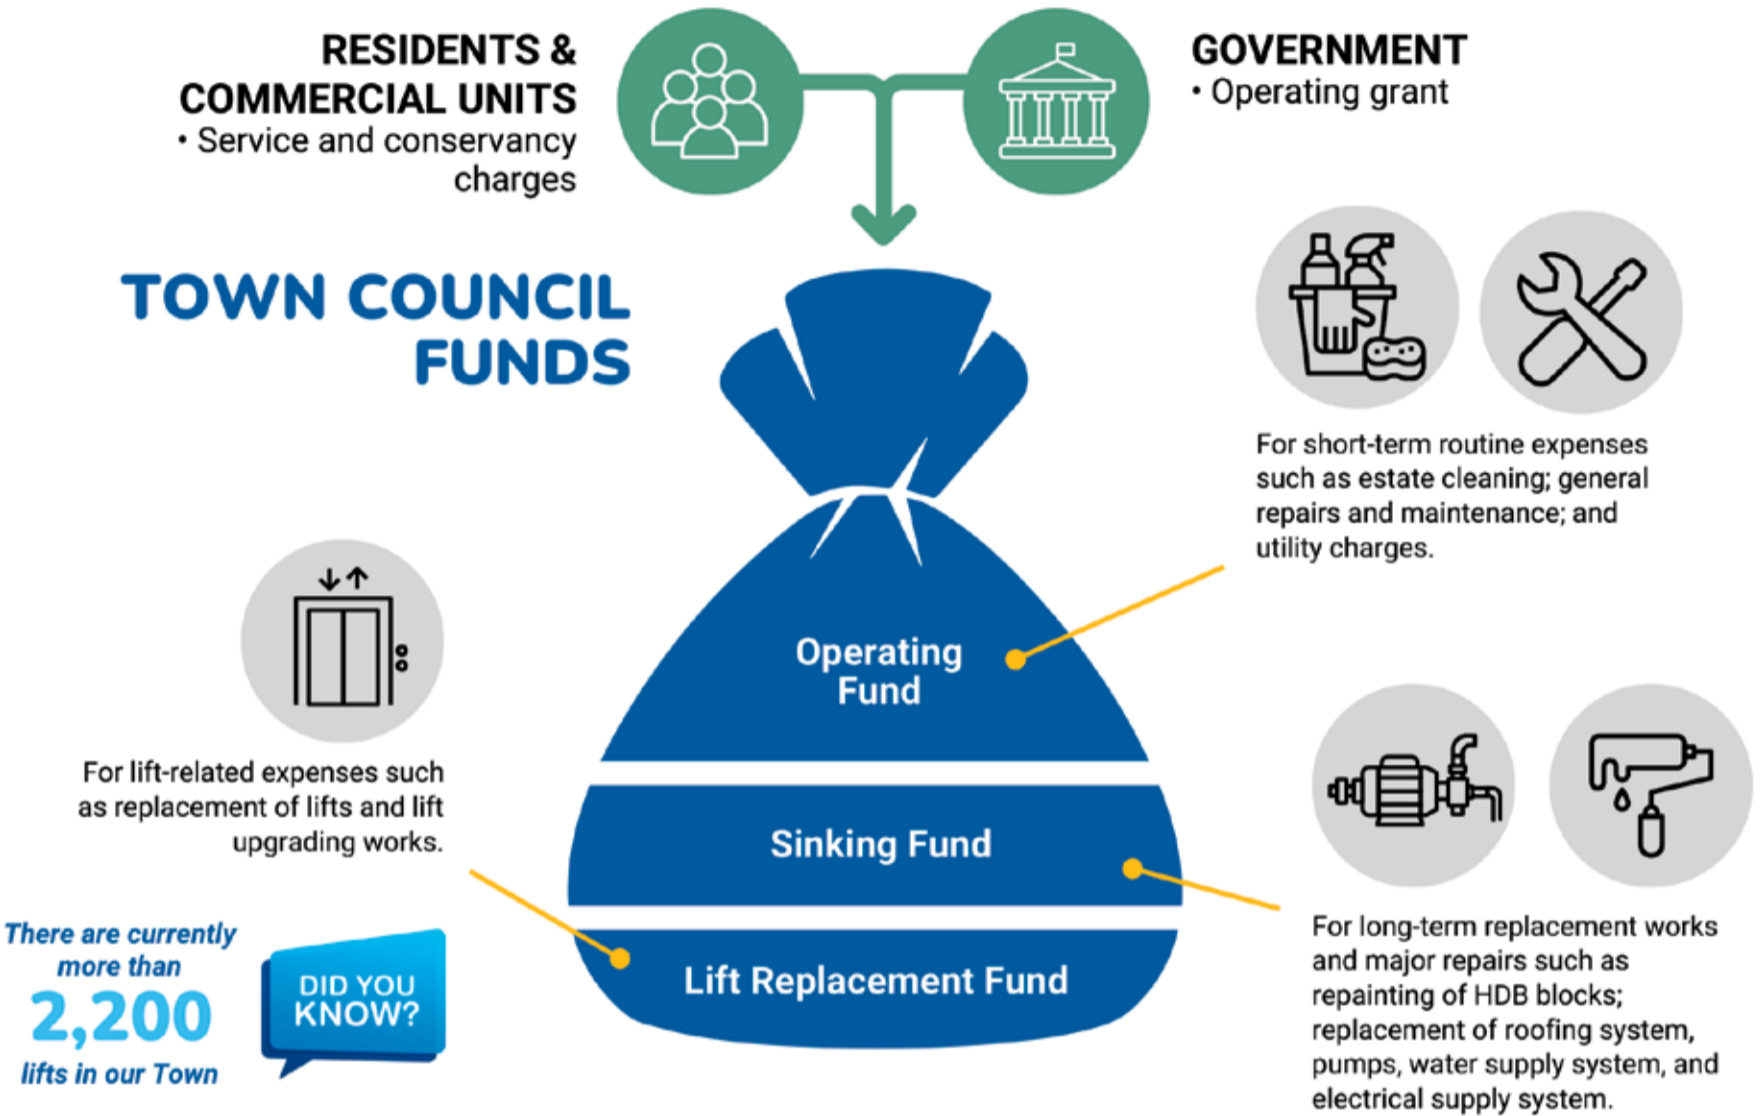 RESIDENTS &
COMMERCIAL UNITS
• Service and conservancy
charges
GOVERNMENT
• Operating grant
TOWN COUNCIL
FUNDS
For short-term routine expenses
such as estate cleaning; general
repairs and maintenance; and
utility charges.
Operating
Fund
For lift-related expenses such
as replacement of lifts and lift
upgrading works.
Sinking Fund
Lift Replacement Fund
For long-term replacement works
and major repairs such as
repainting of HDB blocks;
replacement of roofing system,
pumps, water supply system, and
electrical supply system.
There are currently
more than
2,200
lifts in our Town
DID YOU
KNOW?